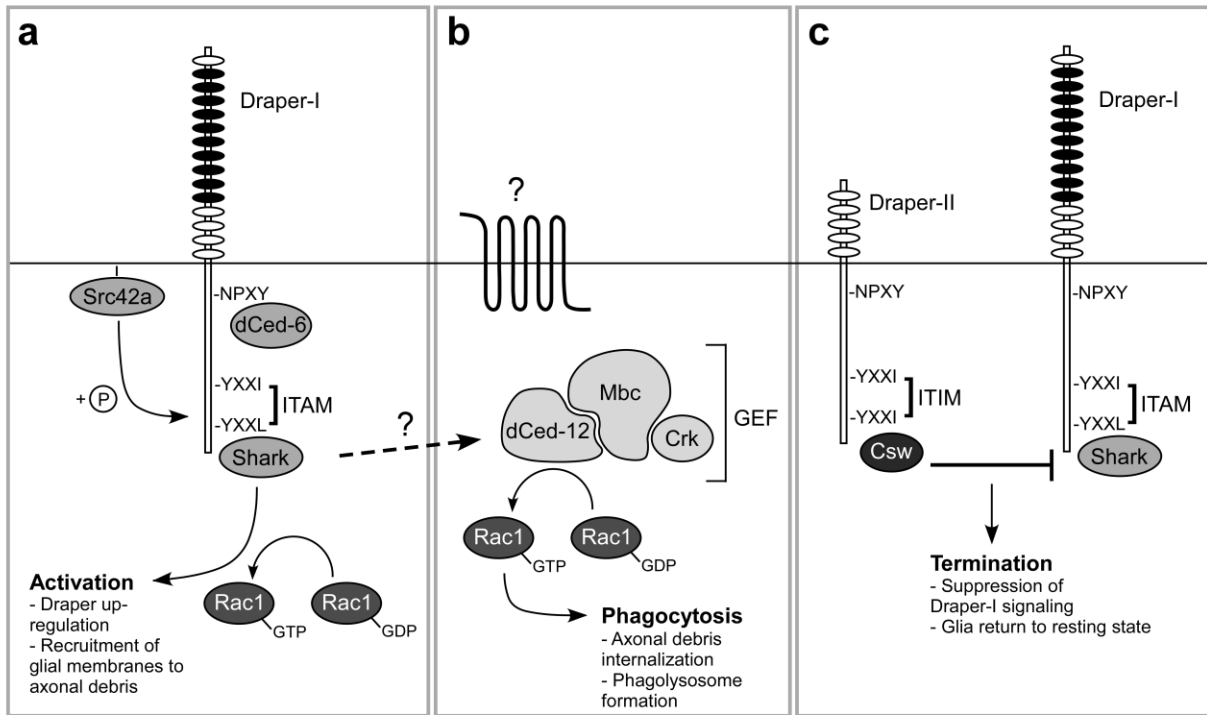 a
Draper-I
Src42a
-NPXY
dCed-6
+ P
-YXXI
ITAM
-YXXL
Shark
Activation
- Draper up-
regulation
- Recruitment of
glial membranes to
axonal debris
Rac1
GTP
Rac1
GDP
b
?
?
dCed-12
Mbc
Crk
GEF
Rac1
GTP
Rac1
GDP
Phagocytosis
- Axonal debris
internalization
- Phagolysosome
formation
c
Draper-I
Draper-II
-NPXY
-NPXY
-YXXI
ITIM
-YXXI
Csw
-YXXI
ITAM
-YXXL
Shark
Termination
- Suppression of
Draper-I signaling
- Glia return to resting state